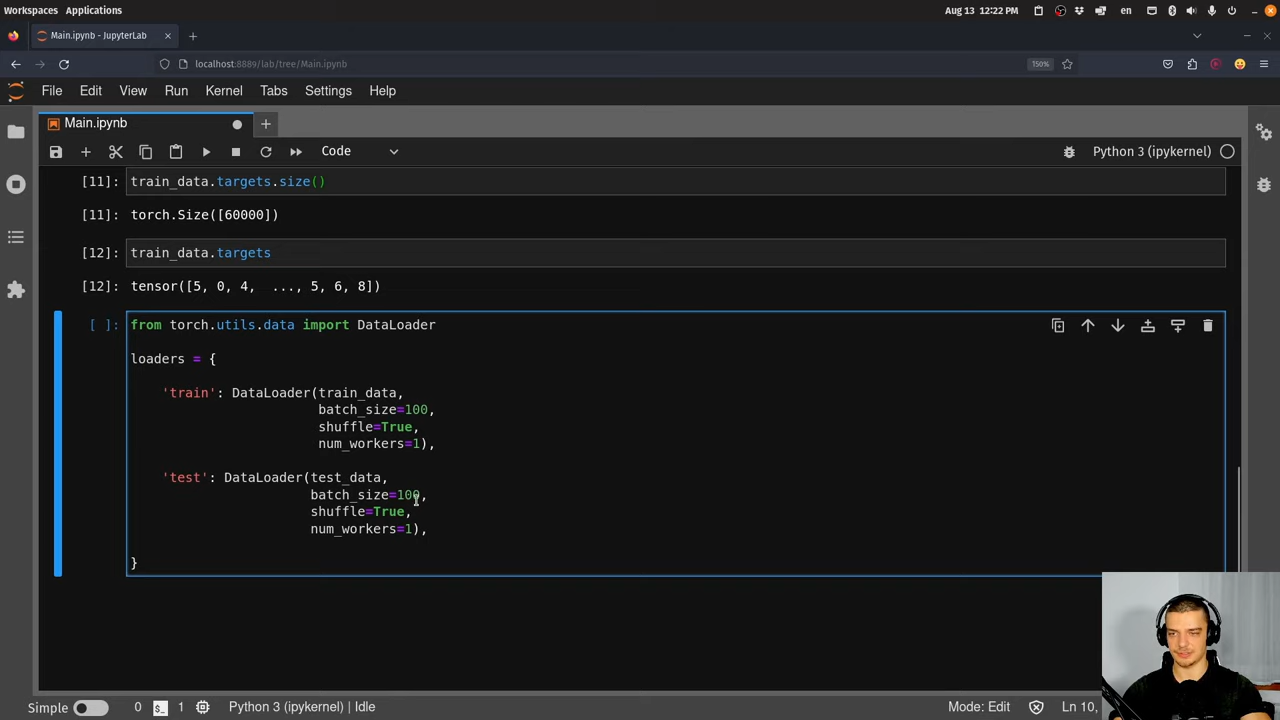 Workspaces Applications
Aug 13 12:22 PM
en
Main.ipynb - JupyterLab
localhost:8889/lab/tree/Main.ipynb
150%
File Edit View Run Kernel Tabs Settings Help
Main.ipynb
Code
Python 3 (ipykernel)
[11]: train_data.targets.size()
[11]: torch.Size([60000])
[12]: train_data.targets
[12]: tensor([5, 0, 4,  ..., 5, 6, 8])
[ ]: from torch.utils.data import DataLoader
loaders = {
'train': DataLoader(train_data,
batch_size=100,
shuffle=True,
num_workers=1),
'test': DataLoader(test_data,
batch_size=100,
shuffle=True,
num_workers=1),
}
Simple 0 1 Python 3 (ipykernel) | Idle
Mode: Edit Ln 10,